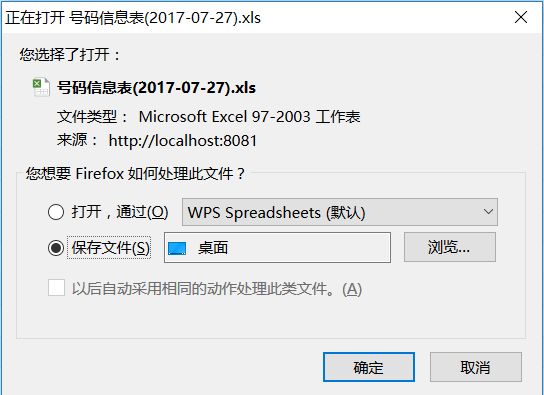 正在打开 号码信息表(2017-07-27).xls
您选择了打开：
号码信息表(2017-07-27).xls
文件类型： Microsoft Excel 97-2003 工作表
来源： http://localhost:8081
您想要 Firefox 如何处理此文件？
打开，通过(O) WPS Spreadsheets (默认)
保存文件(S) 桌面 浏览...
以后自动采用相同的动作处理此类文件。(A)
确定 取消